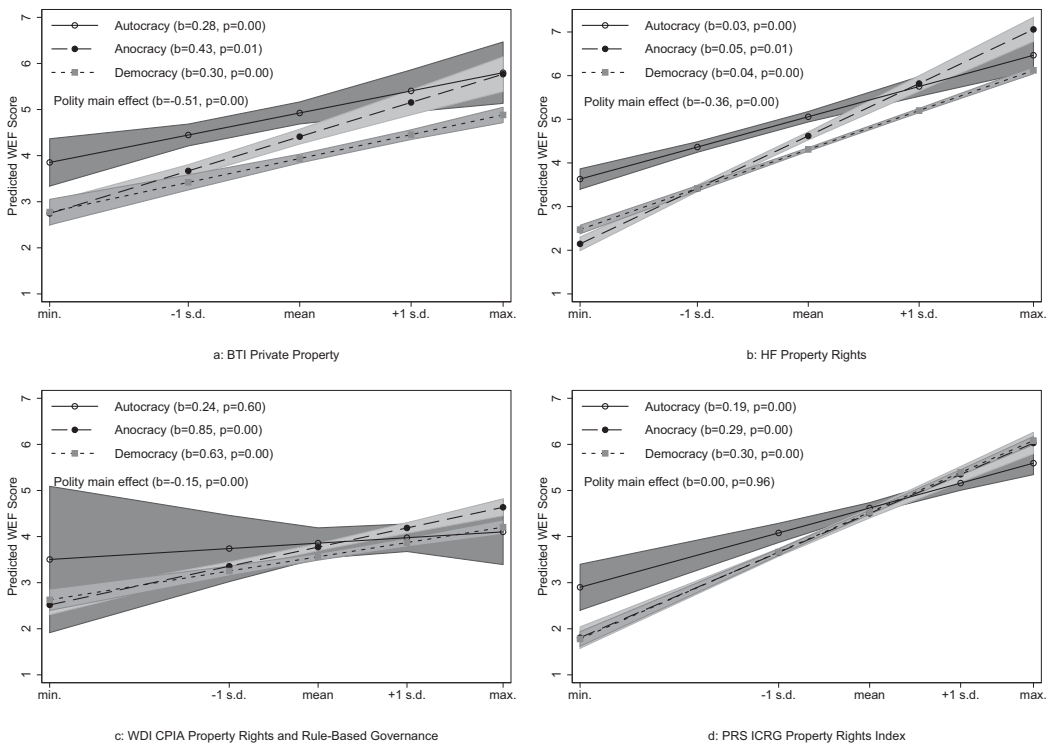 Predicted WEF Score
7
6
5
4
3
2
1
Autocracy (b=0.28, p=0.00)
Anocracy (b=0.43, p=0.01)
Democracy (b=0.30, p=0.00)
Polity main effect (b=-0.51, p=0.00)
min. -1 s.d. mean +1 s.d. max.
a: BTI Private Property
Predicted WEF Score
7
6
5
4
3
2
1
Autocracy (b=0.03, p=0.00)
Anocracy (b=0.05, p=0.01)
Democracy (b=0.04, p=0.00)
Polity main effect (b=-0.36, p=0.00)
min. -1 s.d. mean +1 s.d. max.
b: HF Property Rights
Predicted WEF Score
7
6
5
4
3
2
1
Autocracy (b=0.24, p=0.60)
Anocracy (b=0.85, p=0.00)
Democracy (b=0.63, p=0.00)
Polity main effect (b=-0.15, p=0.00)
min. -1 s.d. mean +1 s.d. max.
c: WDI CPIA Property Rights and Rule-Based Governance
Predicted WEF Score
7
6
5
4
3
2
1
Autocracy (b=0.19, p=0.00)
Anocracy (b=0.29, p=0.00)
Democracy (b=0.30, p=0.00)
Polity main effect (b=0.00, p=0.96)
min. -1 s.d. mean +1 s.d. max.
d: PRS ICRG Property Rights Index